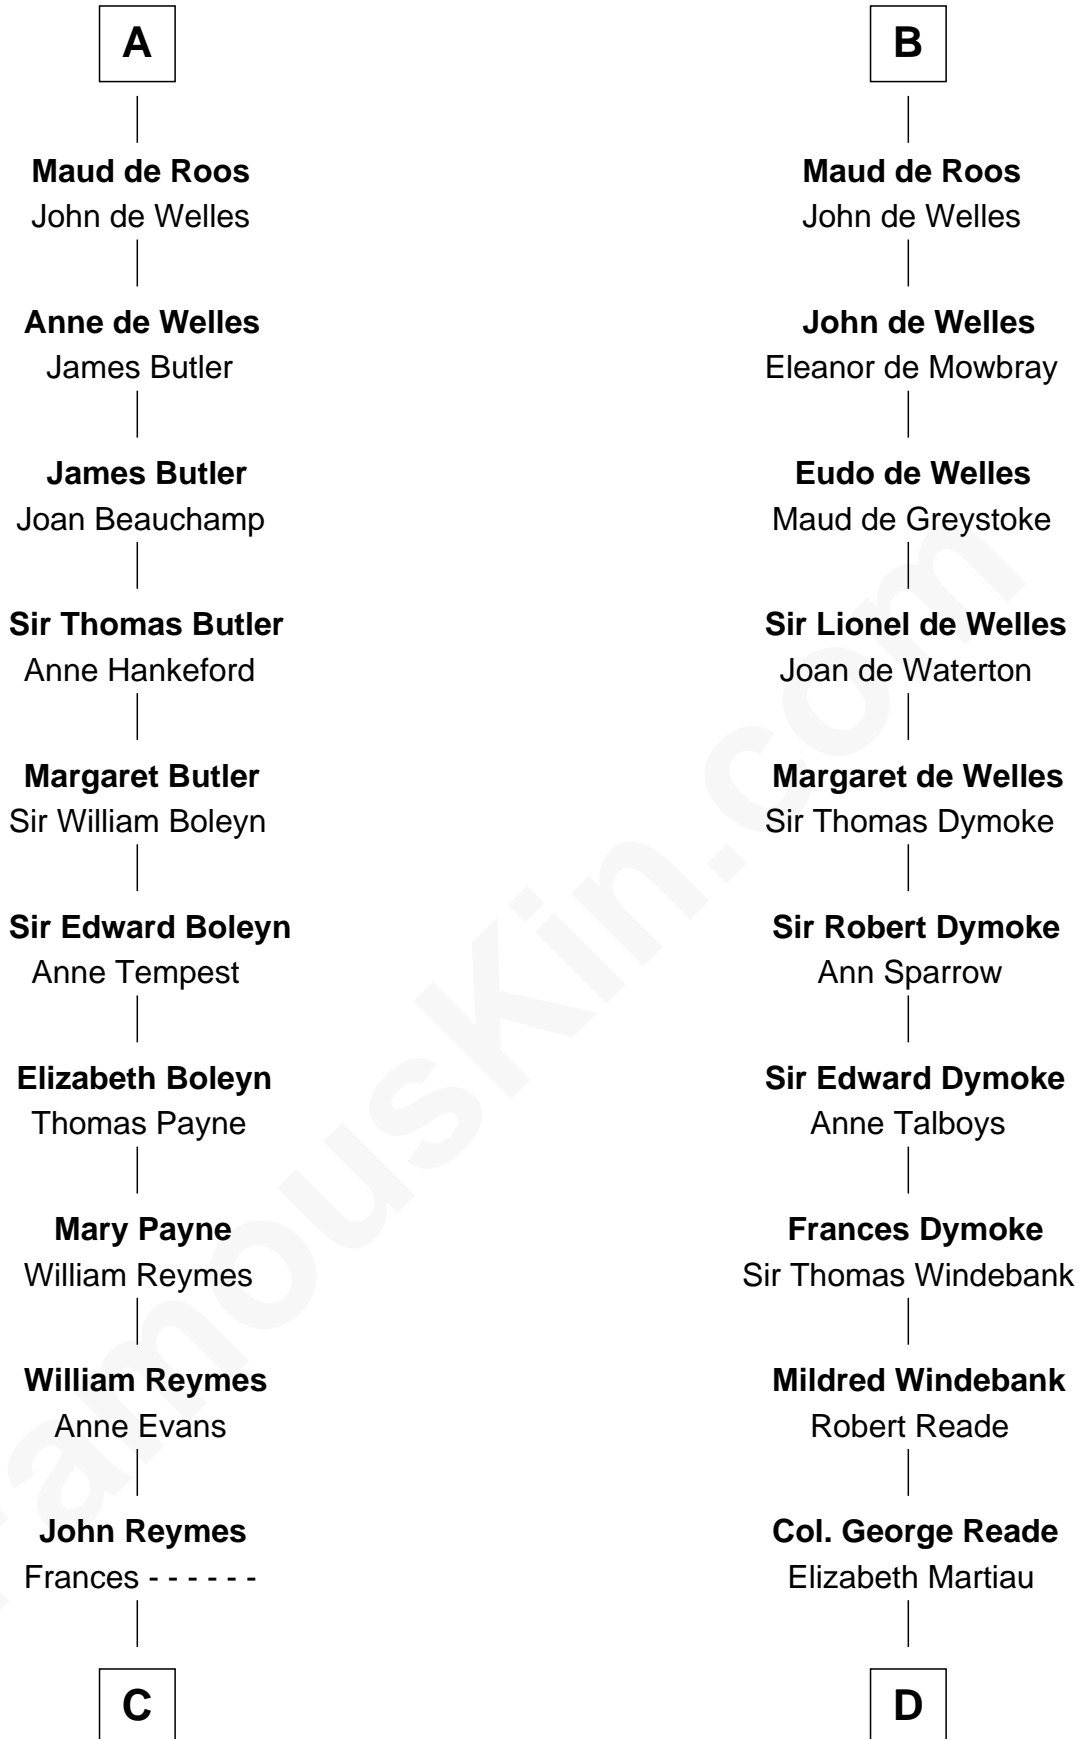 A
Maud de Roos
John de Welles
Anne de Welles
James Butler
James Butler
Joan Beauchamp
Sir Thomas Butler
Anne Hankeford
Margaret Butler
Sir William Boleyn
Sir Edward Boleyn
Anne Tempest
Elizabeth Boleyn
Thomas Payne
Mary Payne
William Reymes
William Reymes
Anne Evans
John Reymes
Frances - - - - - -
C
B
Maud de Roos
John de Welles
John de Welles
Eleanor de Mowbray
Eudo de Welles
Maud de Greystoke
Sir Lionel de Welles
Joan de Waterton
Margaret de Welles
Sir Thomas Dymoke
Sir Robert Dymoke
Ann Sparrow
Sir Edward Dymoke
Anne Talboys
Frances Dymoke
Sir Thomas Windebank
Mildred Windebank
Robert Reade
Col. George Reade
Elizabeth Martiau
D
FamousKin.com